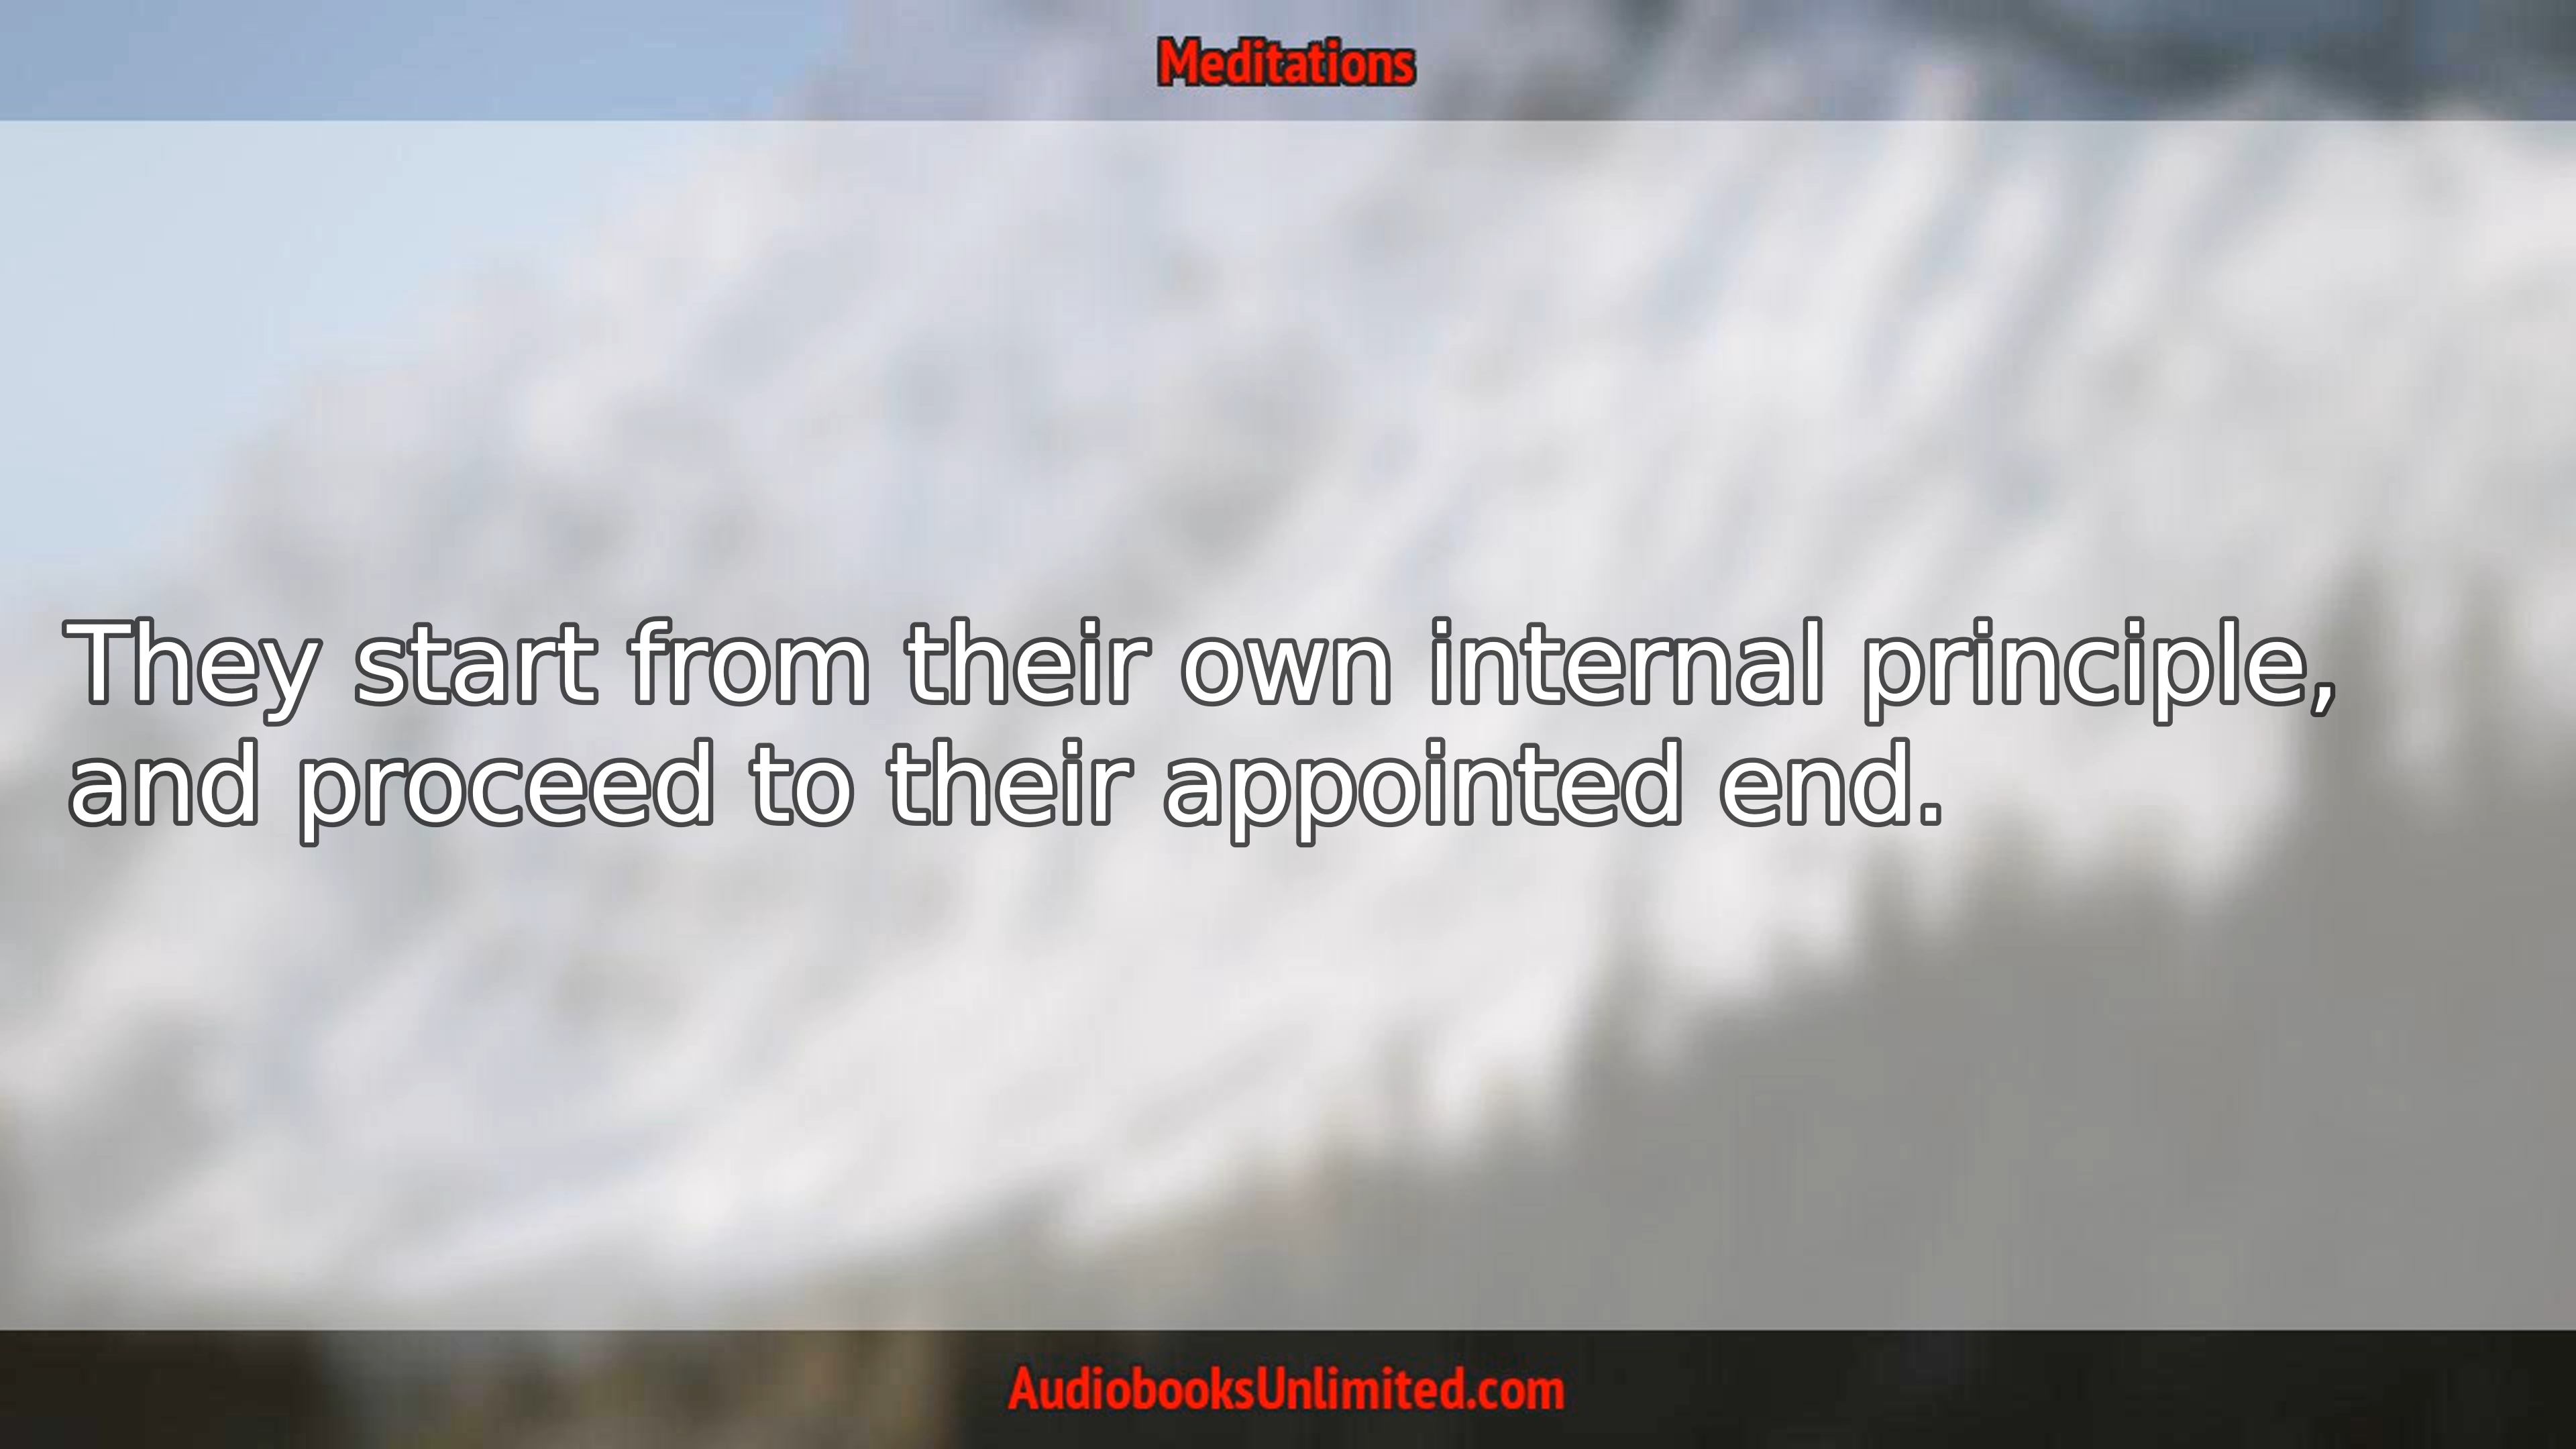 Meditations
They start from their own internal principle,
and proceed to their appointed end.
AudiobooksUnlimited.com